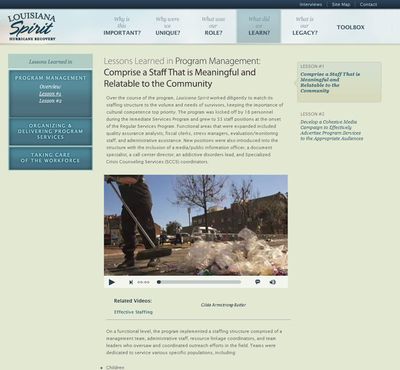 Interviews | Site Map | Contact
LOUISIANA
Spirit
HURRICANE RECOVERY
Why is
this
IMPORTANT?
Why were
we
UNIQUE?
What was
our
ROLE?
What did
we
LEARN?
What is
our
LEGACY?
TOOLBOX
Lessons Learned in
PROGRAM MANAGEMENT
Overview
Lesson #1
Lesson #2
ORGANIZING &
DELIVERING PROGRAM
SERVICES
TAKING CARE
OF THE WORKFORCE
Lessons Learned in Program Management:
Comprise a Staff That is Meaningful and
Relatable to the Community
Over the course of the program, Louisiana Spirit worked diligently to match its
staffing structure to the volume and needs of survivors, keeping the importance of
cultural competence top priority. The program was kicked off by 18 personnel
during the Immediate Services Program and grew to 33 staff positions at the onset
of the Regular Services Program. Functional areas that were expanded included
quality assurance analysts, fiscal clerks, stress managers, evaluation/monitoring
staff, and administrative assistance. New positions were also introduced into the
structure with the inclusion of a media/public information officer, a document
specialist, a call center director, an addictive disorders lead, and Specialized
Crisis Counseling Services (SCCS) coordinators.
00:00
Related Videos:
Gilda Armstrong-Butler
Effective Staffing
On a functional level, the program implemented a staffing structure comprised of a
management team, administrative staff, resource linkage coordinators, and team
leaders who oversaw and coordinated outreach efforts in the field. Teams were
dedicated to service various specific populations, including:
• Children
LESSON #1
Comprise a Staff That is
Meaningful and
Relatable to the
Community
LESSON #2
Develop a Cohesive Media
Campaign to Effectively
Advertise Program Services
to the Appropriate Audiences